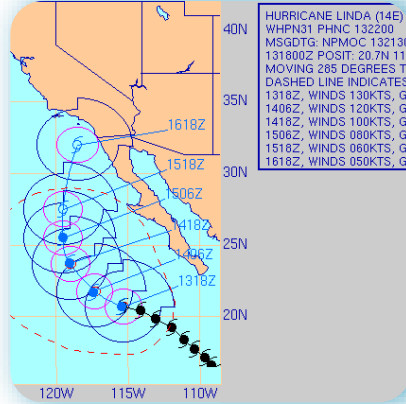 HURRICANE LINDA (14E)
WHPN31 PHNC 132200
MSGDTG: NPMOC 132130
131800Z POSIT: 20.7N 11
MOVING 285 DEGREES T
DASHED LINE INDICATES
1318Z, WINDS 130KTS, G
1406Z, WINDS 120KTS, G
1418Z, WINDS 100KTS, G
1506Z, WINDS 080KTS, G
1518Z, WINDS 060KTS, G
1618Z, WINDS 050KTS, G
40N
35N
30N
25N
20N
1618Z
1518Z
1506Z
1418Z
1406Z
1318Z
120W
115W
110W